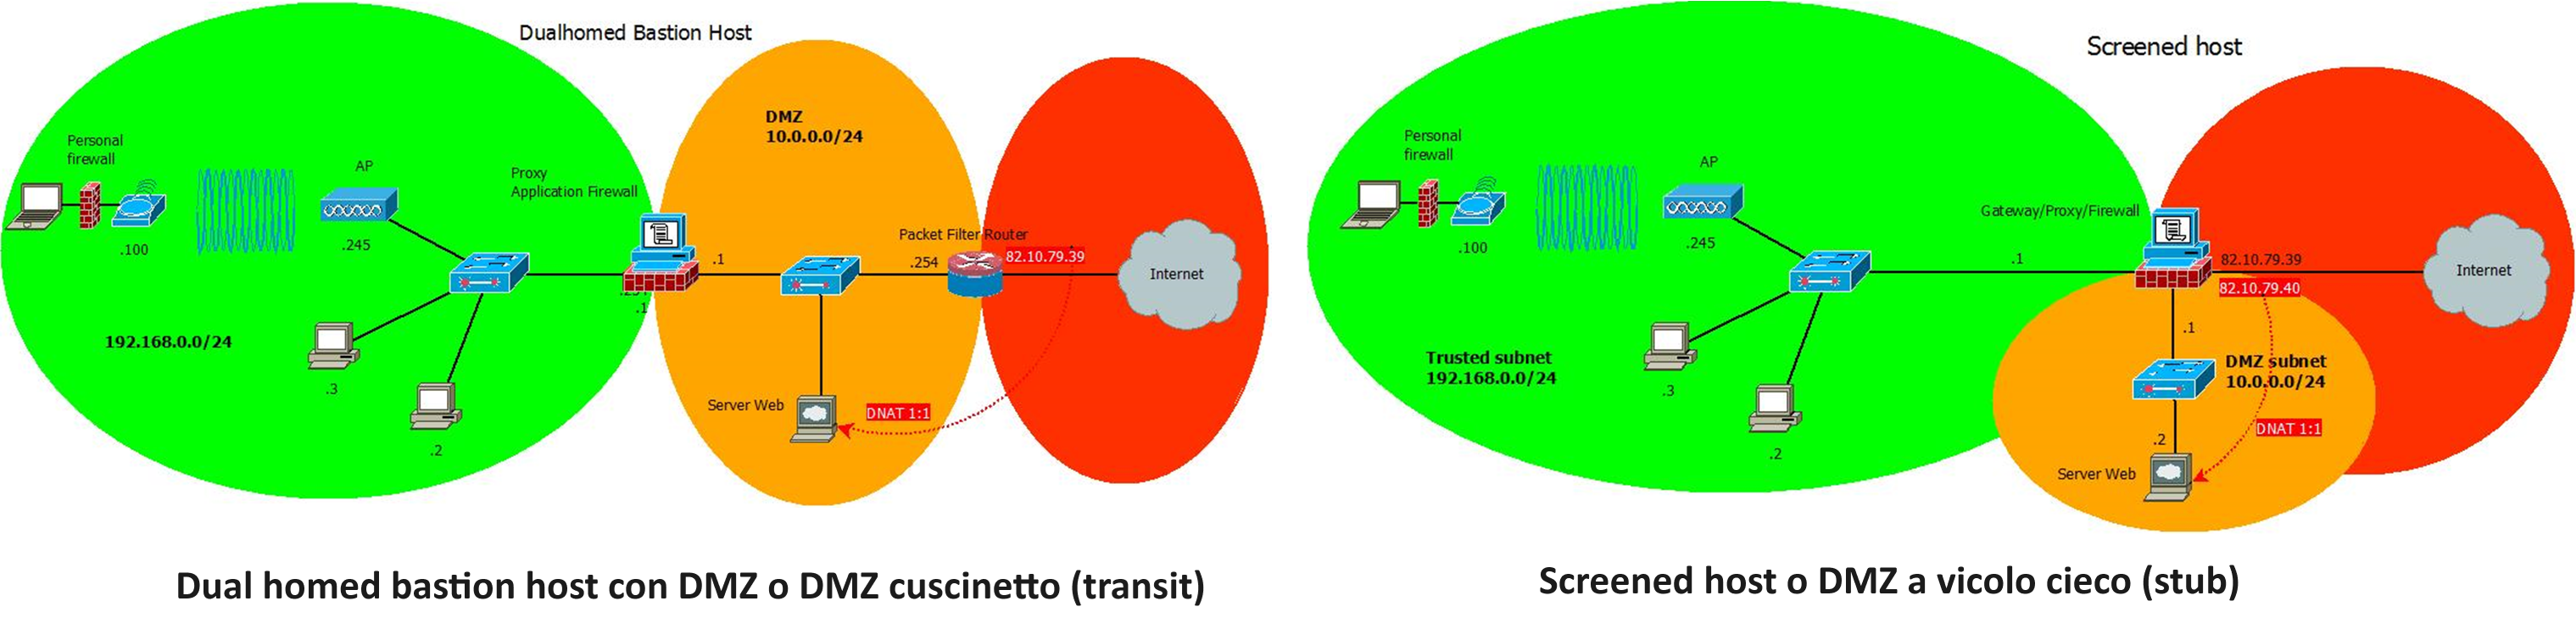 Dualhomed Bastion Host
Personal
firewall
.100
AP
.245
Proxy
Application Firewall
192.168.0.0/24
.3
.2
.1
.1
DMZ
10.0.0.0/24
Packet Filter Router
.254
82.10.79.39
Internet
Server Web
DNAT 1:1
Dual homed bastion host con DMZ o DMZ cuscinetto (transit)
Screened host
Personal
firewall
.100
AP
.245
Gateway/Proxy/Firewall
.1
82.10.79.39
82.10.79.40
Internet
Trusted subnet
192.168.0.0/24
.3
.2
.1
DMZ subnet
10.0.0.0/24
DNAT 1:1
.2
Server Web
Screened host o DMZ a vicolo cieco (stub)